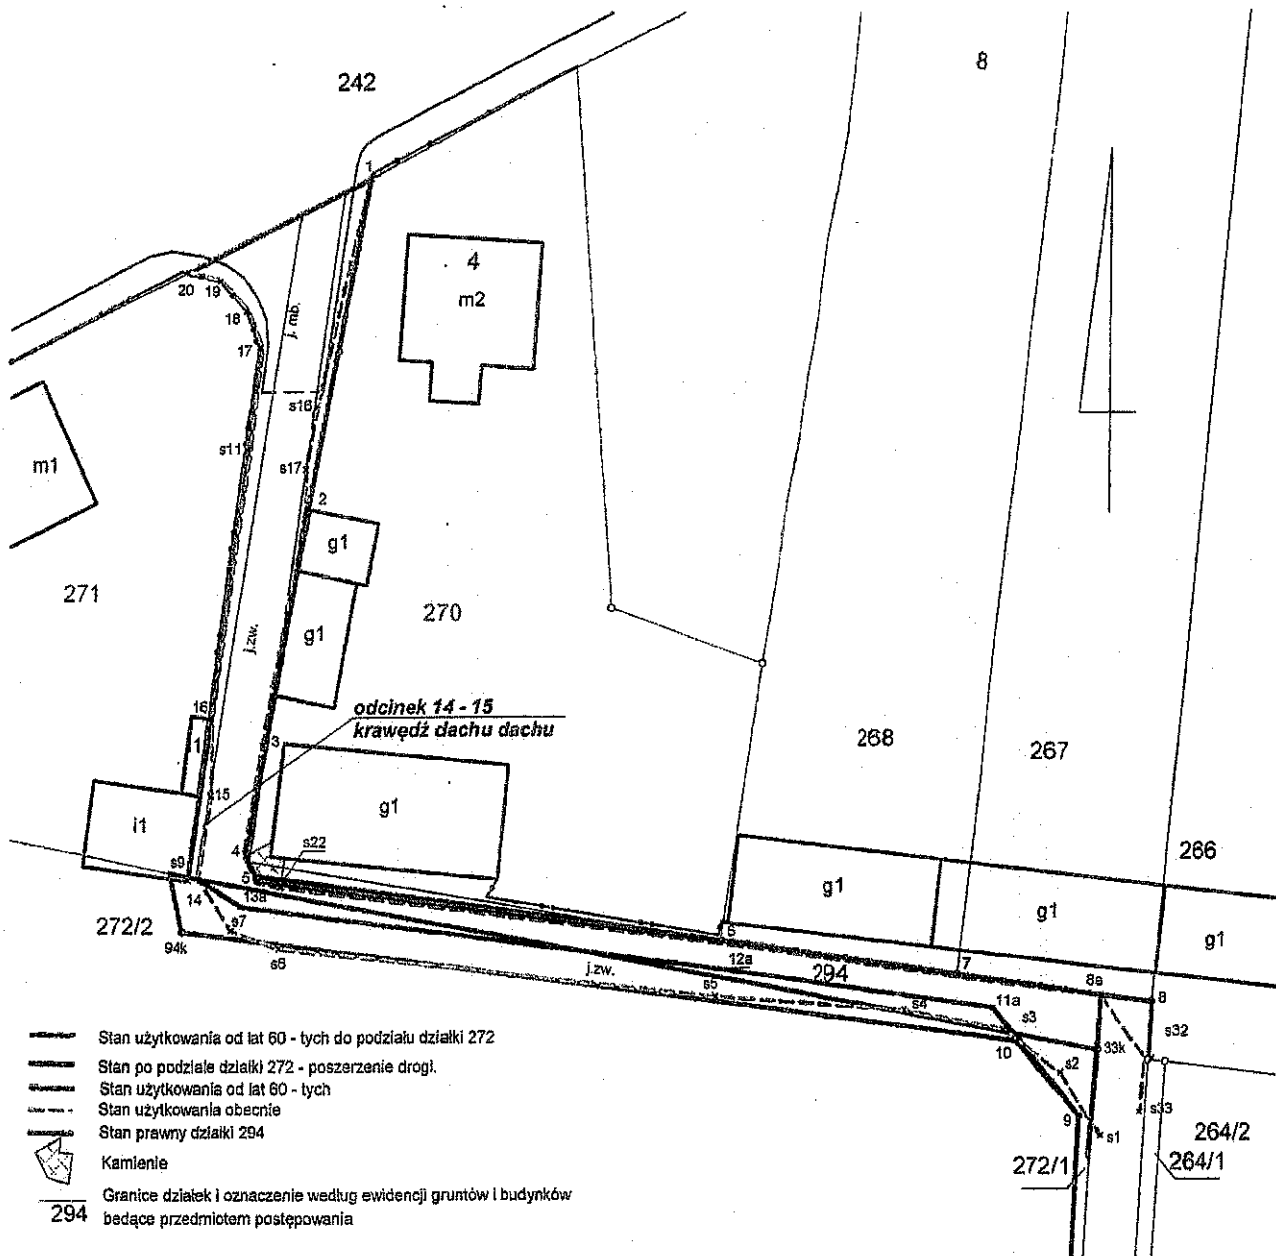 8
242
1
4
m2
20
19
18
17
j. mb.
s16
s11
s17
m1
2
g1
271
270
g1
j.zw.
odcinek 14 - 15
krawędź dachu dachu
16
1
3
268
267
15
g1
i1
s22
4
266
s9
5
g1
g1
g1
14
13a
272/2
s7
94k
s6
j.zw.
6
12a
294
7
8a
8
s5
s4
11a
s3
s32
10
33k
s2
9
s33
s1
264/2
272/1
264/1
Stan użytkowania od lat 60 - tych do podziału działki 272
Stan po podziale działki 272 - poszerzenie drogi.
Stan użytkowania od lat 60 - tych
Stan użytkowania obecnie
Stan prawny działki 294
Kamienie
Granice działek i oznaczenie według ewidencji gruntów i budynków
294 bedące przedmiotem postępowania